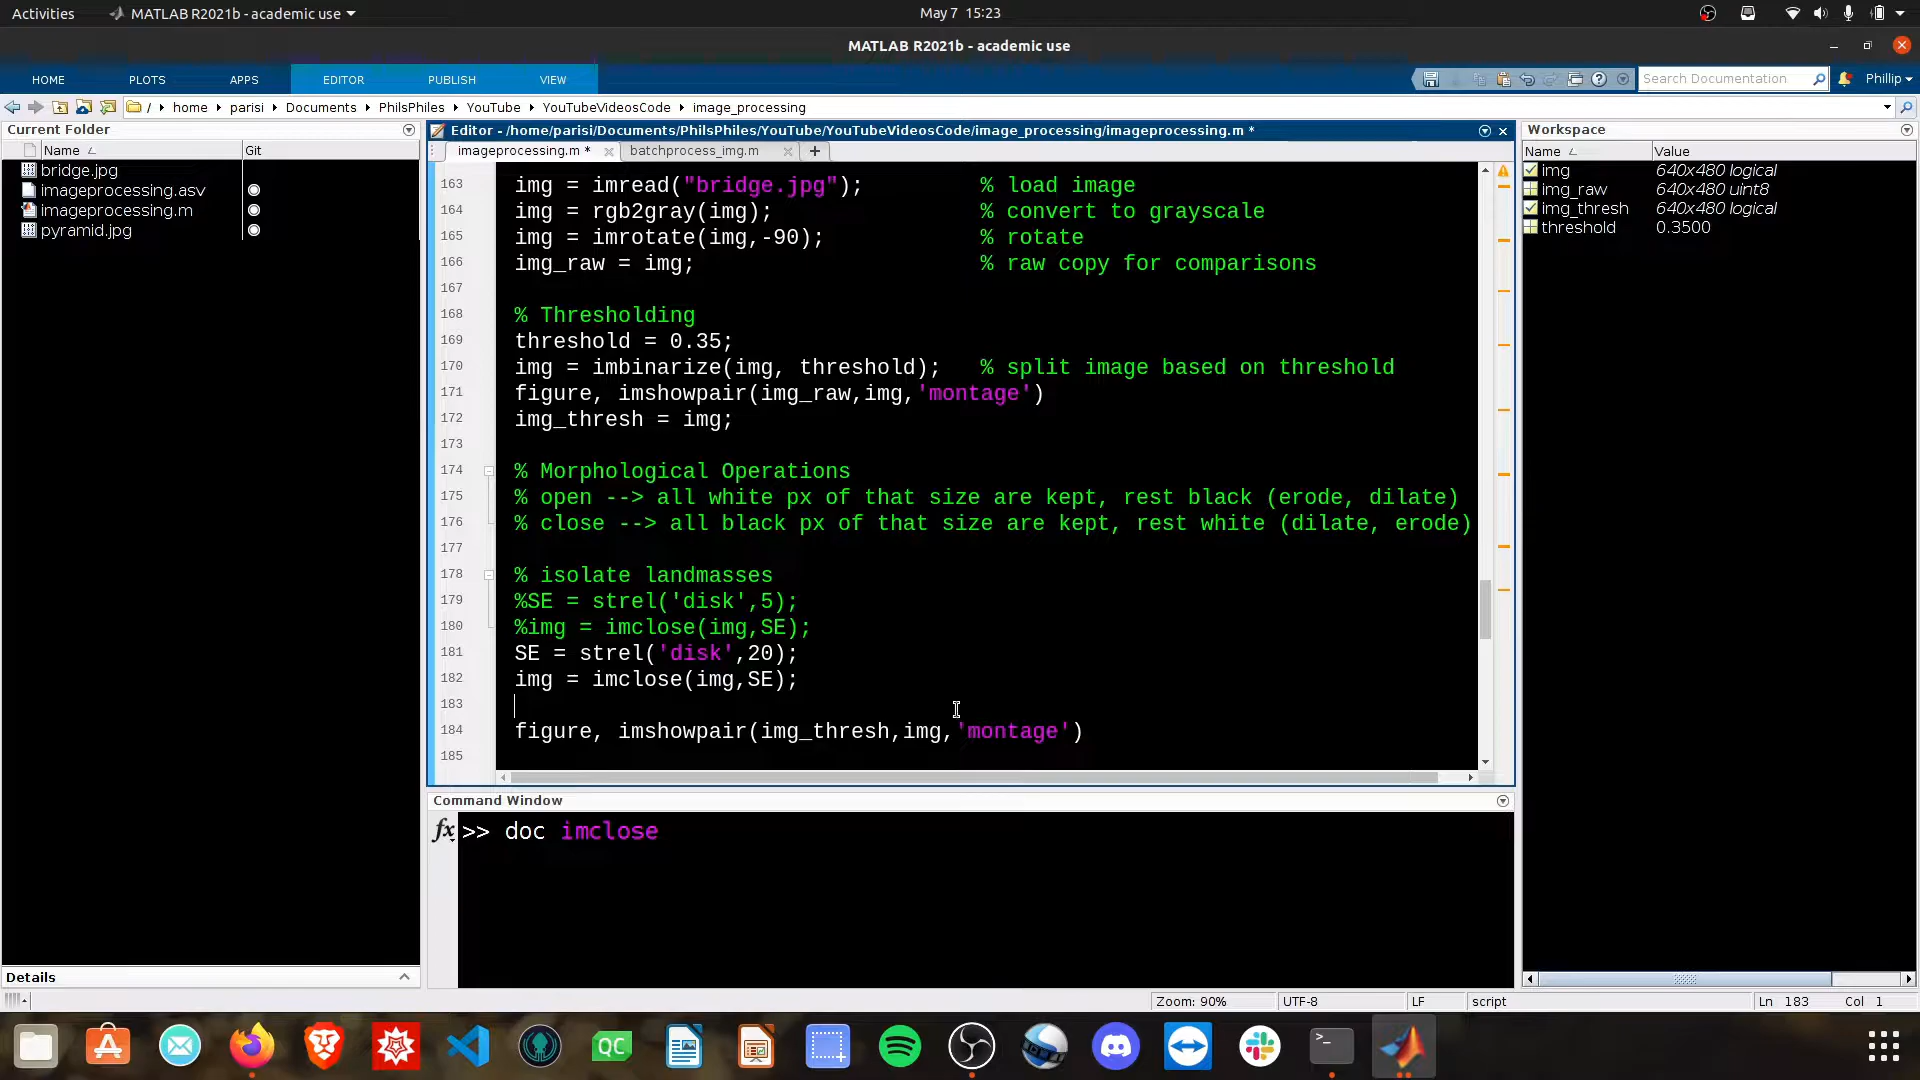 Activities
MATLAB R2021b - academic use
May 7 15:23
MATLAB R2021b - academic use
HOME
PLOTS
APPS
EDITOR
PUBLISH
VIEW
Search Documentation
Phillip
/ home parisi Documents PhilsPhiles YouTube YouTubeVideosCode image_processing
Current Folder
Name
Git
bridge.jpg
imageprocessing.asv
imageprocessing.m
pyramid.jpg
Details
Editor - /home/parisi/Documents/PhilsPhiles/YouTube/YouTubeVideosCode/image_processing/imageprocessing.m *
imageprocessing.m *
batchprocess_img.m
163 img = imread("bridge.jpg"); % load image
164 img = rgb2gray(img); % convert to grayscale
165 img = imrotate(img,-90); % rotate
166 img_raw = img; % raw copy for comparisons
167
168 % Thresholding
169 threshold = 0.35;
170 img = imbinarize(img, threshold); % split image based on threshold
171 figure, imshowpair(img_raw,img,'montage')
172 img_thresh = img;
173
174 % Morphological Operations
175 % open --> all white px of that size are kept, rest black (erode, dilate)
176 % close --> all black px of that size are kept, rest white (dilate, erode)
177
178 % isolate landmasses
179 %SE = strel('disk',5);
180 %img = imclose(img,SE);
181 SE = strel('disk',20);
182 img = imclose(img,SE);
183
184 figure, imshowpair(img_thresh,img,'montage')
185
Command Window
fx >> doc imclose
Workspace
Name
Value
img 640x480 logical
img_raw 640x480 uint8
img_thresh 640x480 logical
threshold 0.3500
Zoom: 90%
UTF-8
LF
script
Ln 183 Col 1
QC
>_